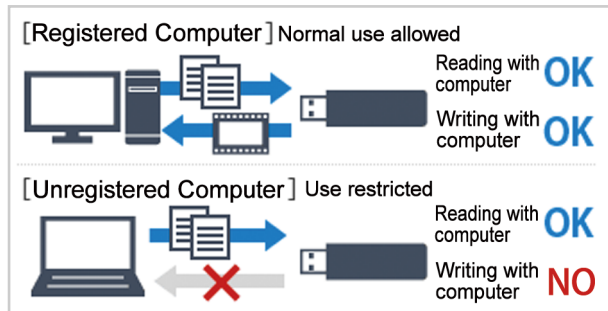 [Registered Computer] Normal use allowed
Reading with
computer OK
Writing with
computer OK
[Unregistered Computer] Use restricted
Reading with
computer OK
Writing with
computer NO